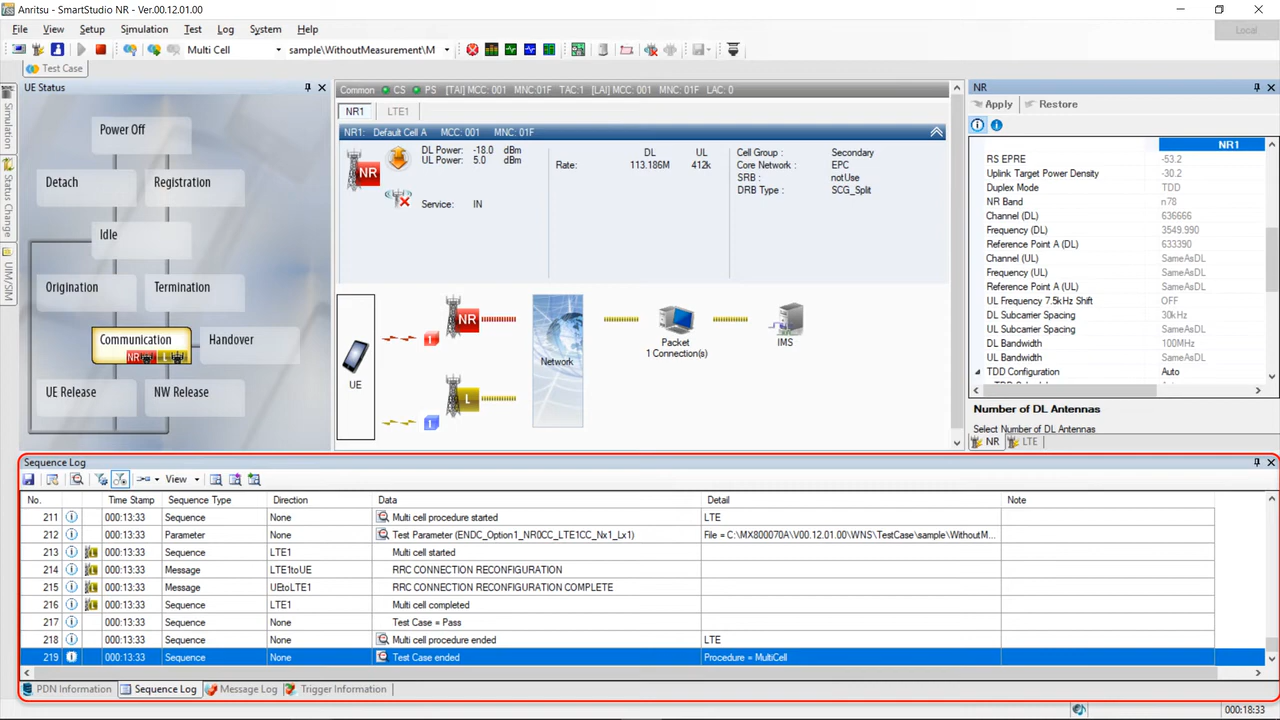 Anritsu - SmartStudio NR - Ver.00.12.01.00
File View Setup Simulation Test Log System Help
Local
Multi Cell sample\WithoutMeasurement\M
Test Case
Simulation
Status Change
UIM/SIM
UE Status
Power Off
Detach Registration
Idle
Origination Termination
Communication Handover
NR L
UE Release NW Release
Common CS PS [TAI] MCC: 001 MNC:01F TAC:1 [LAI] MCC: 001 MNC: 01F LAC: 0
NR1 LTE1
NR1: Default Cell A MCC: 001 MNC: 01F
NR
DL Power: -18.0 dBm
UL Power: 5.0 dBm
Service: IN
DL UL
Rate: 113.186M 412k
Cell Group: Secondary
Core Network: EPC
SRB : notUse
DRB Type : SCG_Split
UE
NR
L
Network
Packet
1 Connection(s)
IMS
NR
Apply Restore
NR1
RS EPRE -53.2
Uplink Target Power Density -30.2
Duplex Mode TDD
NR Band n78
Channel (DL) 636666
Frequency (DL) 3549.990
Reference Point A (DL) 633390
Channel (UL) SameAsDL
Frequency (UL) SameAsDL
Reference Point A (UL) SameAsDL
UL Frequency 7.5kHz Shift OFF
DL Subcarrier Spacing 30kHz
UL Subcarrier Spacing SameAsDL
DL Bandwidth 100MHz
UL Bandwidth SameAsDL
TDD Configuration Auto
Number of DL Antennas
Select Number of DL Antennas
NR LTE
Sequence Log
View
No. Time Stamp Sequence Type Direction Data Detail Note
211 000:13:33 Sequence None Multi cell procedure started LTE
212 000:13:33 Parameter None Test Parameter (ENDC_Option1_NR0CC_LTE1CC_Nx1_Lx1) File = C:\MX800070A\V00.12.01.00\WNS\TestCase\sample\WithoutM...
213 000:13:33 Sequence LTE1 Multi cell started
214 000:13:33 Message LTE1toUE RRC CONNECTION RECONFIGURATION
215 000:13:33 Message UEtoLTE1 RRC CONNECTION RECONFIGURATION COMPLETE
216 000:13:33 Sequence LTE1 Multi cell completed
217 000:13:33 Sequence None Test Case = Pass
218 000:13:33 Sequence None Multi cell procedure ended LTE
219 000:13:33 Sequence None Test Case ended Procedure = MultiCell
PDN Information Sequence Log Message Log Trigger Information
000:18:33